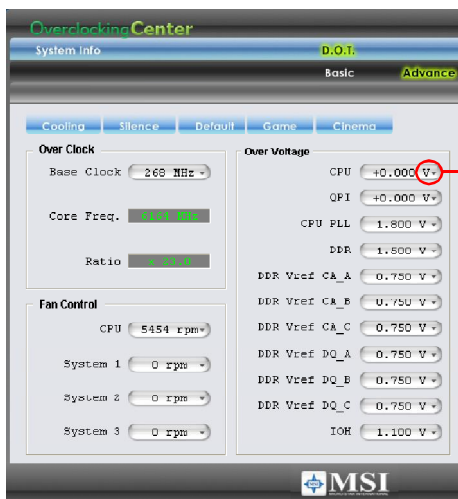 Overclocking Center
System Info D.O.T.
Basic Advance
Cooling Silence Default Game Cinema
Over Clock
Base Clock 268 MHz
Core Freq. 6164 MHz
Ratio x 23.0
Fan Control
CPU 5454 rpm
System 1 0 rpm
System 2 0 rpm
System 3 0 rpm
Over Voltage
CPU +0.000 V
QPI +0.000 V
CPU PLL 1.800 V
DDR 1.500 V
DDR Vref CA_A 0.750 V
DDR Vref CA_B 0.750 V
DDR Vref CA_C 0.750 V
DDR Vref DQ_A 0.750 V
DDR Vref DQ_B 0.750 V
DDR Vref DQ_C 0.750 V
IOH 1.100 V
MSI